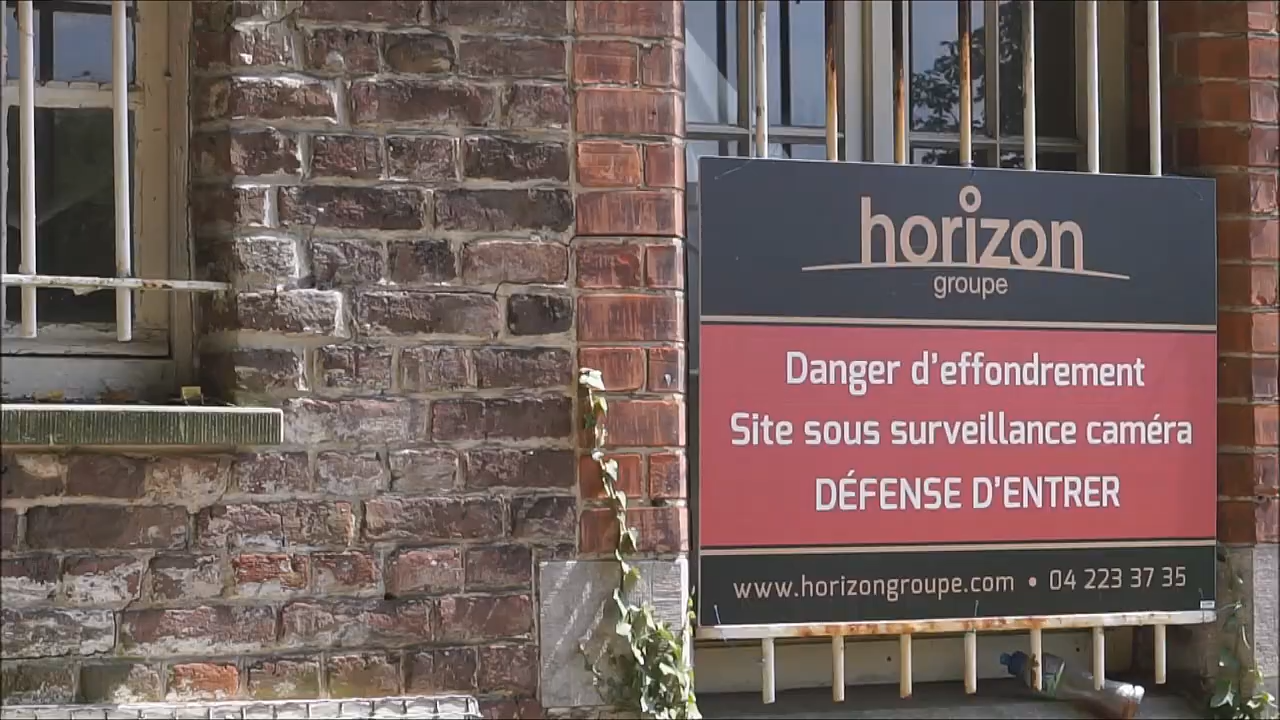 horizon
groupe
Danger d'effondrement
Site sous surveillance caméra
DÉFENSE D'ENTRER
www.horizongroupe.com • 04 223 37 35